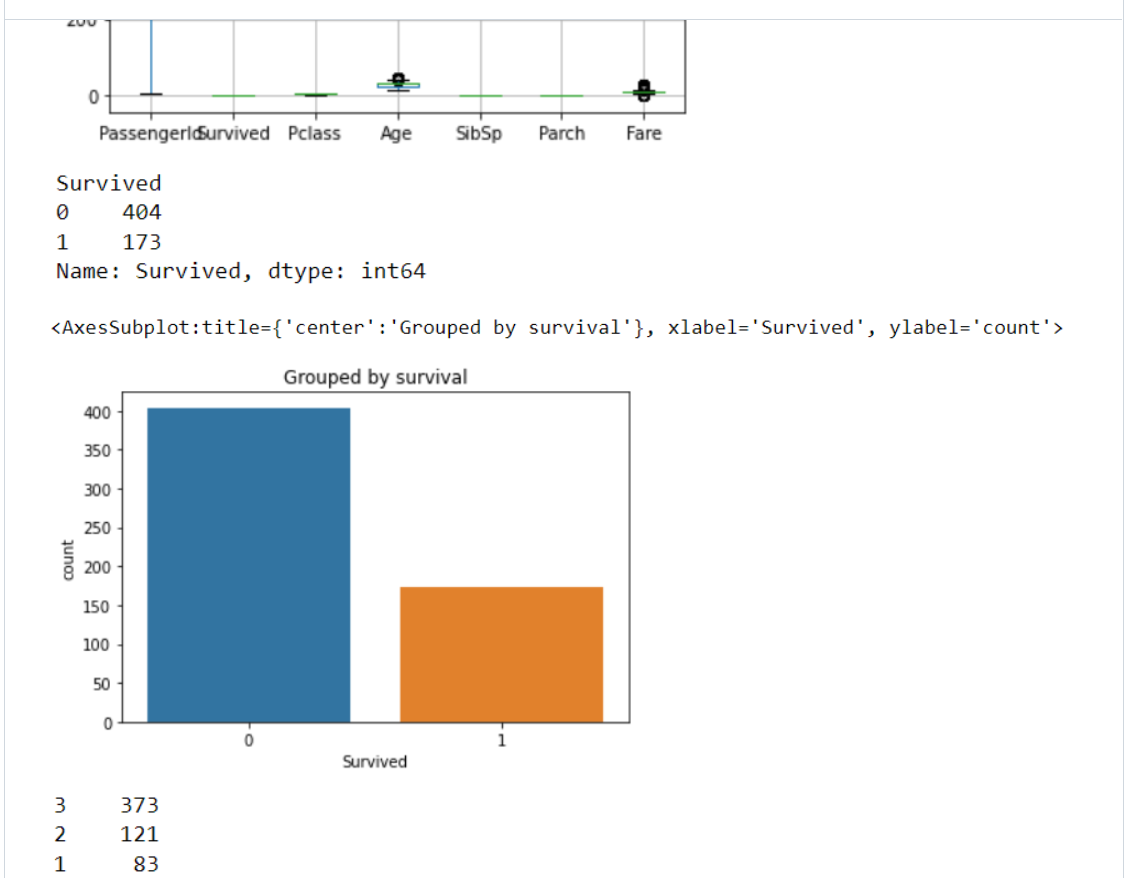 200
0
PassengerId Survived Pclass Age SibSp Parch Fare
Survived
0 404
1 173
Name: Survived, dtype: int64
<AxesSubplot:title={'center':'Grouped by survival'}, xlabel='Survived', ylabel='count'>
Grouped by survival
400
350
300
250
200
150
100
50
0
count
0 1
Survived
3 373
2 121
1 83